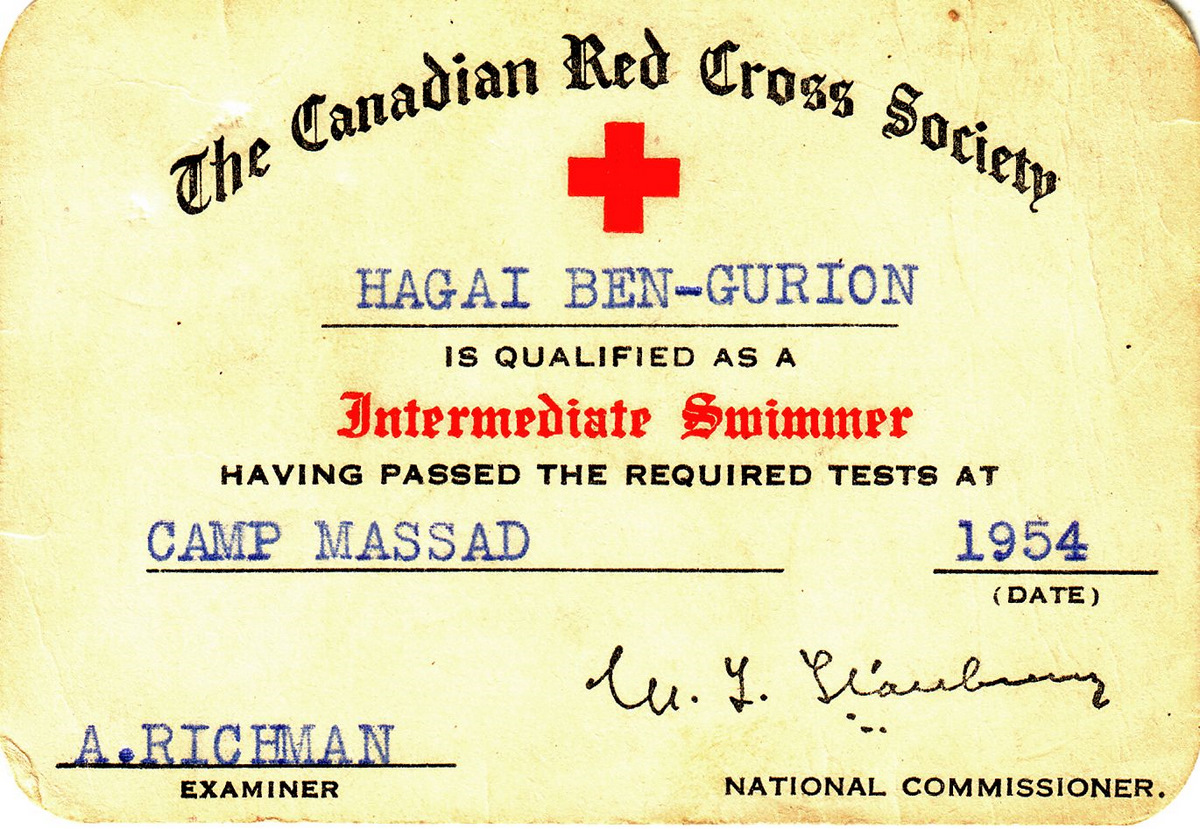 The Canadian Red Cross Society
HAGAI BEN-GURION
IS QUALIFIED AS A
Intermediate Swimmer
HAVING PASSED THE REQUIRED TESTS AT
CAMP MASSAD 1954
(DATE)
A.RICHMAN
EXAMINER NATIONAL COMMISSIONER.